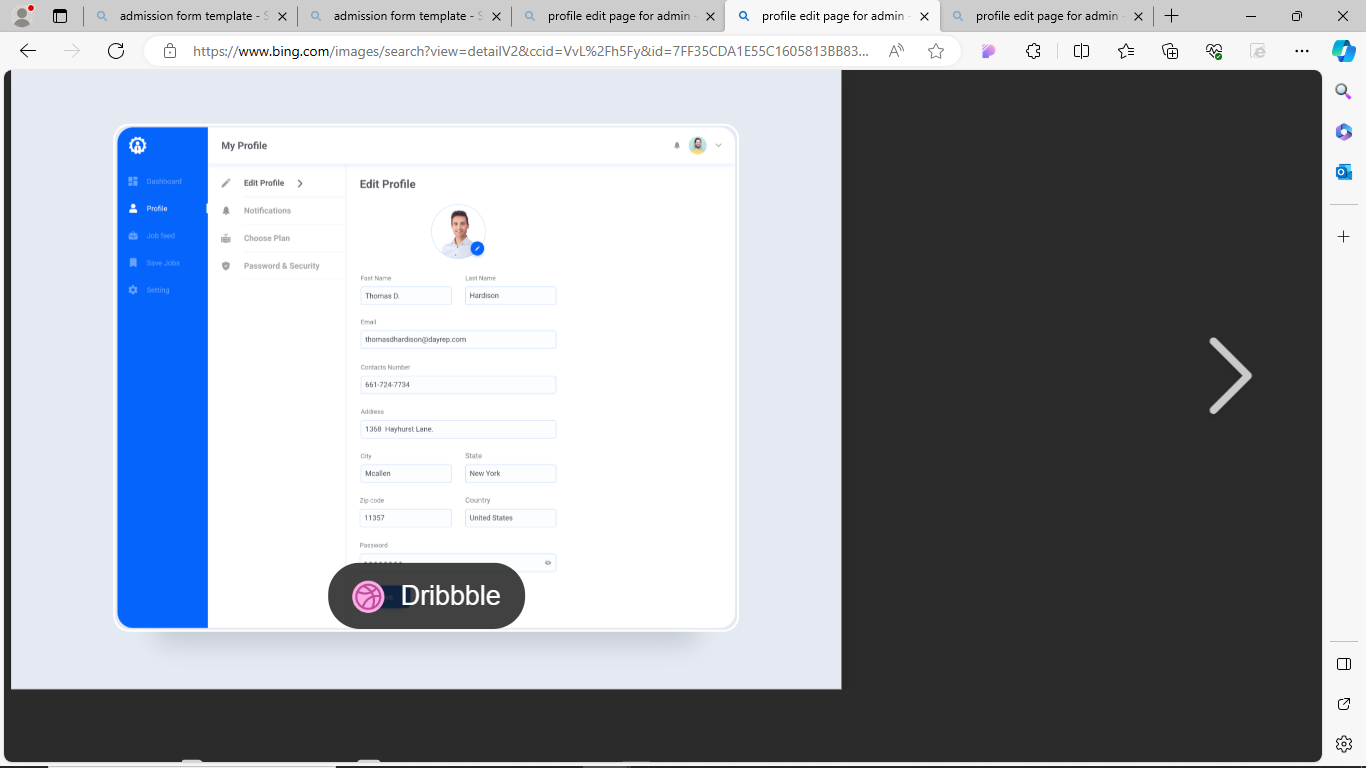 admission form template - S
admission form template - S
profile edit page for admin -
profile edit page for admin -
profile edit page for admin -
https://www.bing.com/images/search?view=detailV2&ccid=VvL%2Fh5Fy&id=7FF35CDA1E55C1605813BB83...
My Profile
Dashboard
Profile
Job feed
Save Jobs
Setting
Edit Profile
Notifications
Choose Plan
Password & Security
Edit Profile
Fast Name
Last Name
Thomas D.
Hardison
Email
thomasdhardison@dayrep.com
Contacts Number
661-724-7734
Address
1368 Hayhurst Lane.
City
State
Mcallen
New York
Zip code
Country
11357
United States
Password
Dribbble